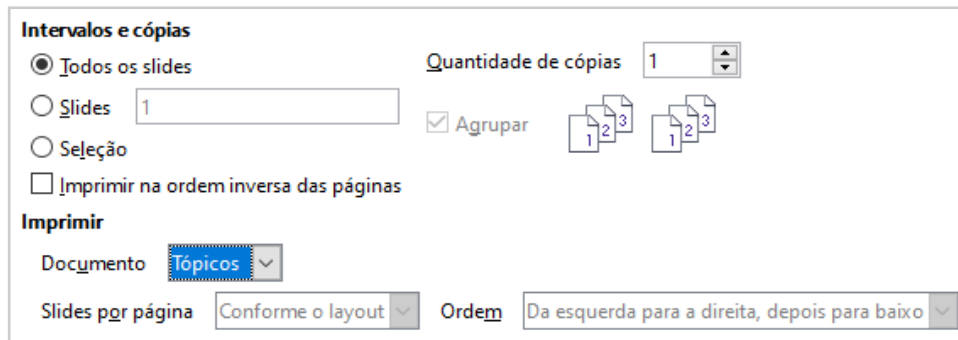 Intervalos e cópias
Todos os slides
Quantidade de cópias 1
Slides 1
Agrupar 1 2 3 1 2 3
Seleção
Imprimir na ordem inversa das páginas
Imprimir
Documento Tópicos
Slides por página Conforme o layout Ordem Da esquerda para a direita, depois para baixo